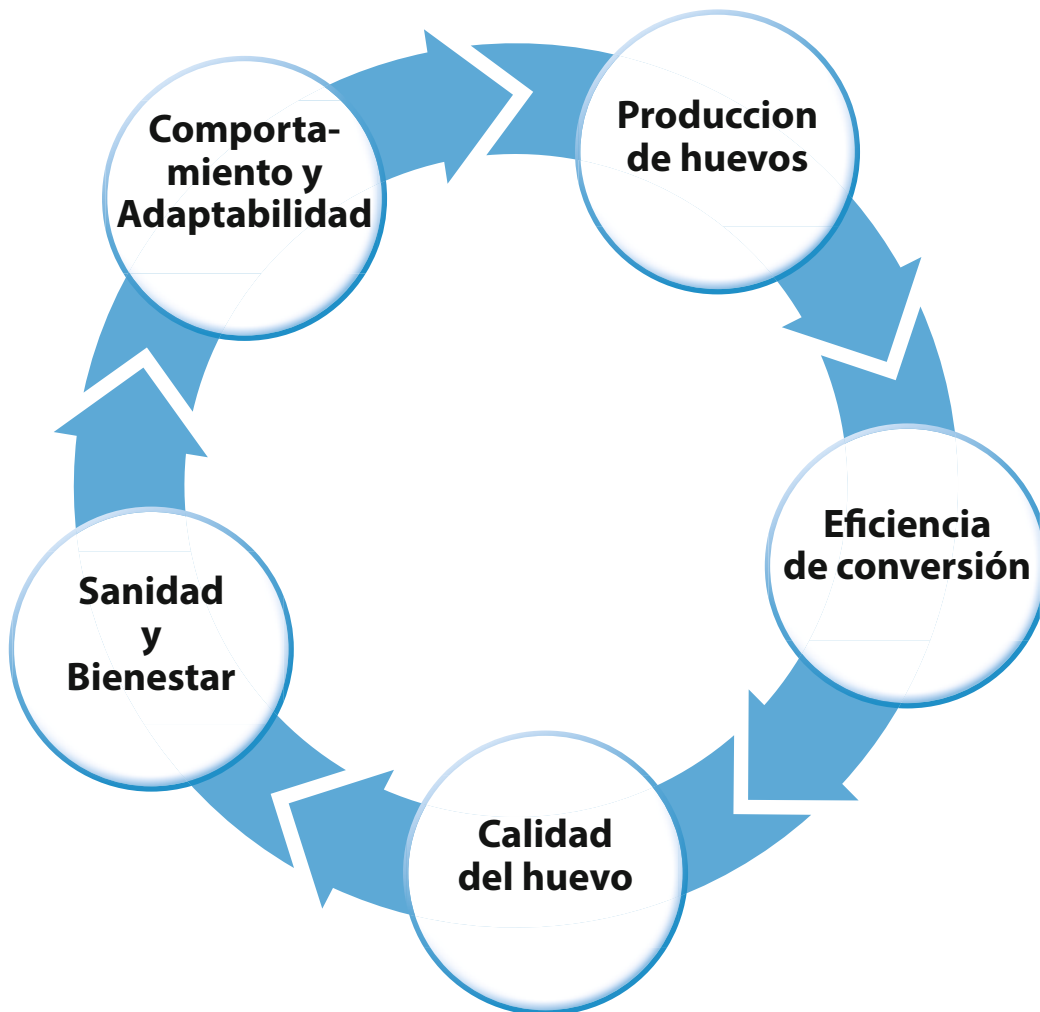 Comporta-
miento y
Adaptabilidad
Produccion
de huevos
Eficiencia
de conversión
Calidad
del huevo
Sanidad
y
Bienestar